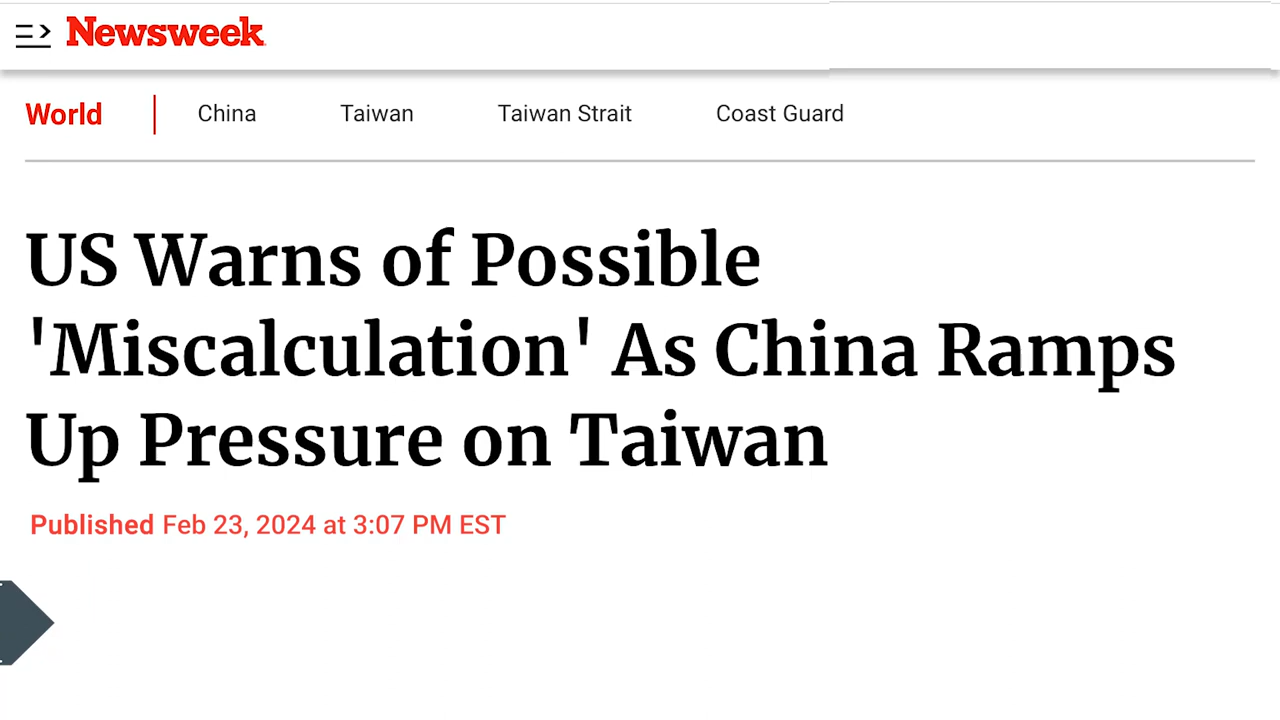 Newsweek
World China Taiwan Taiwan Strait Coast Guard
US Warns of Possible
'Miscalculation' As China Ramps
Up Pressure on Taiwan
Published Feb 23, 2024 at 3:07 PM EST